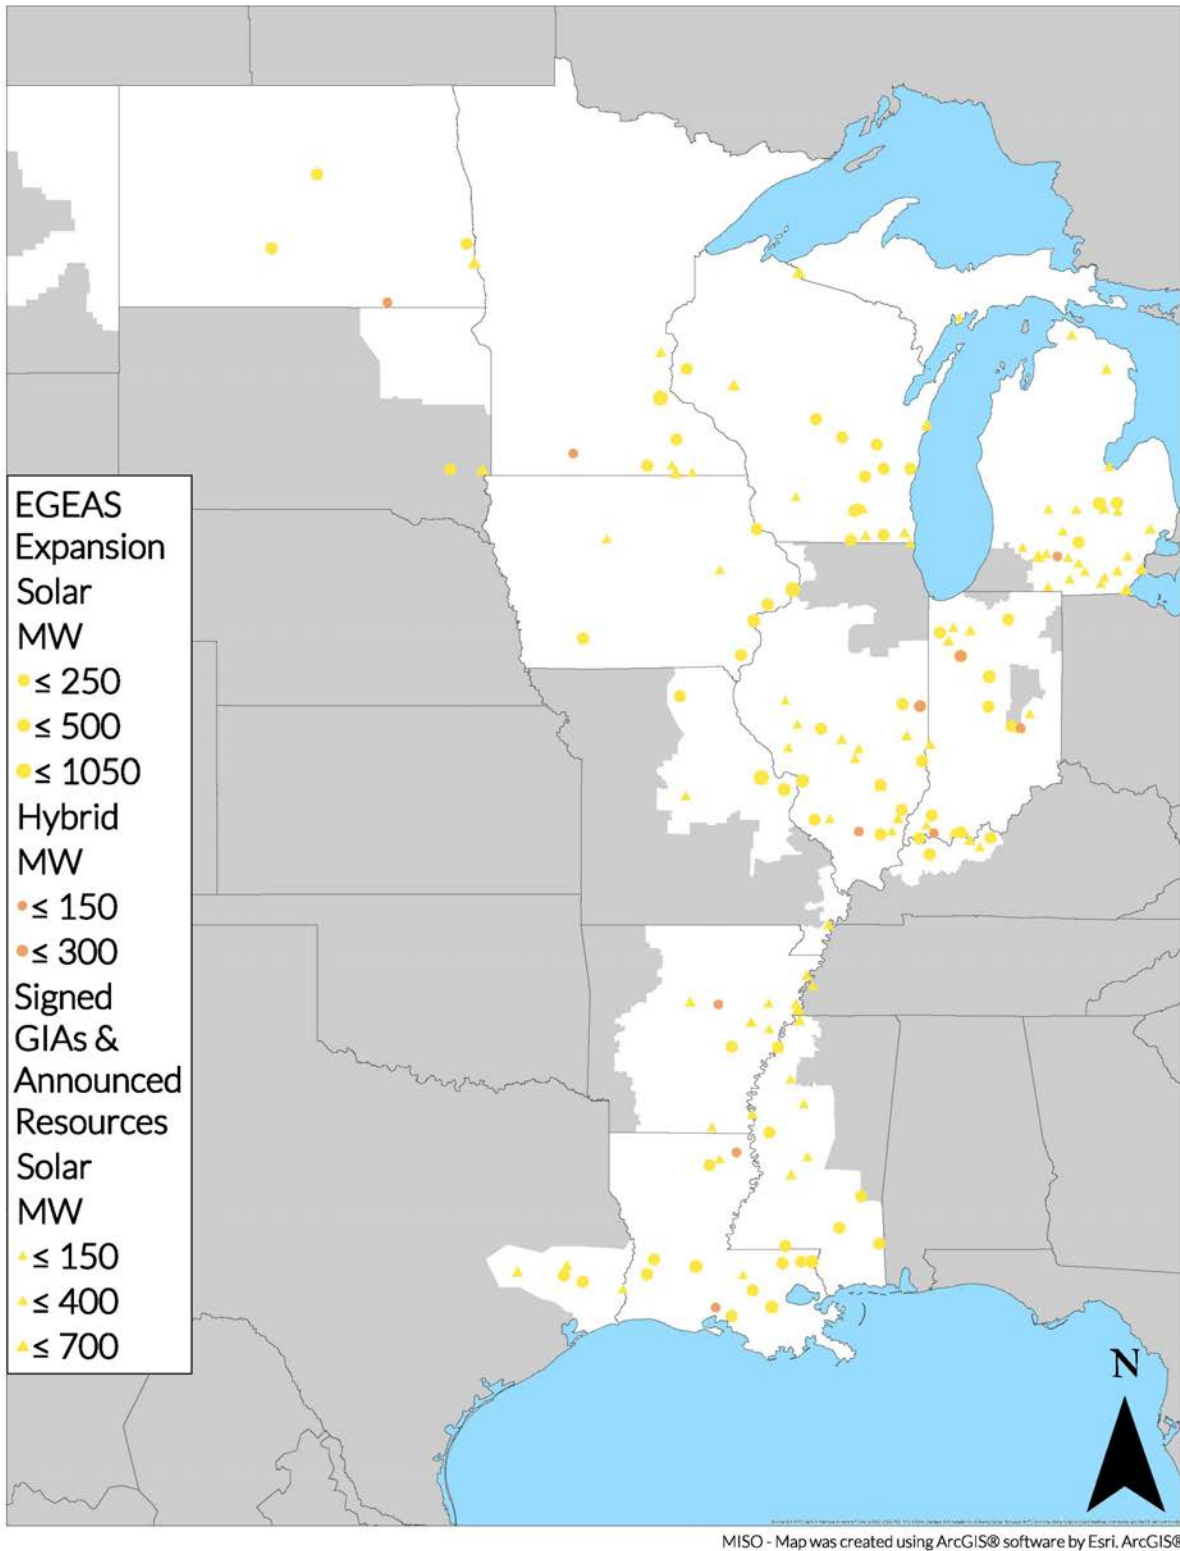 EGEAS
Expansion
Solar
MW
≤ 250
≤ 500
≤ 1050
Hybrid
MW
≤ 150
≤ 300
Signed
GIAs &
Announced
Resources
Solar
MW
≤ 150
≤ 400
≤ 700
N
MISO - Map was created using ArcGIS® software by Esri. ArcGIS®